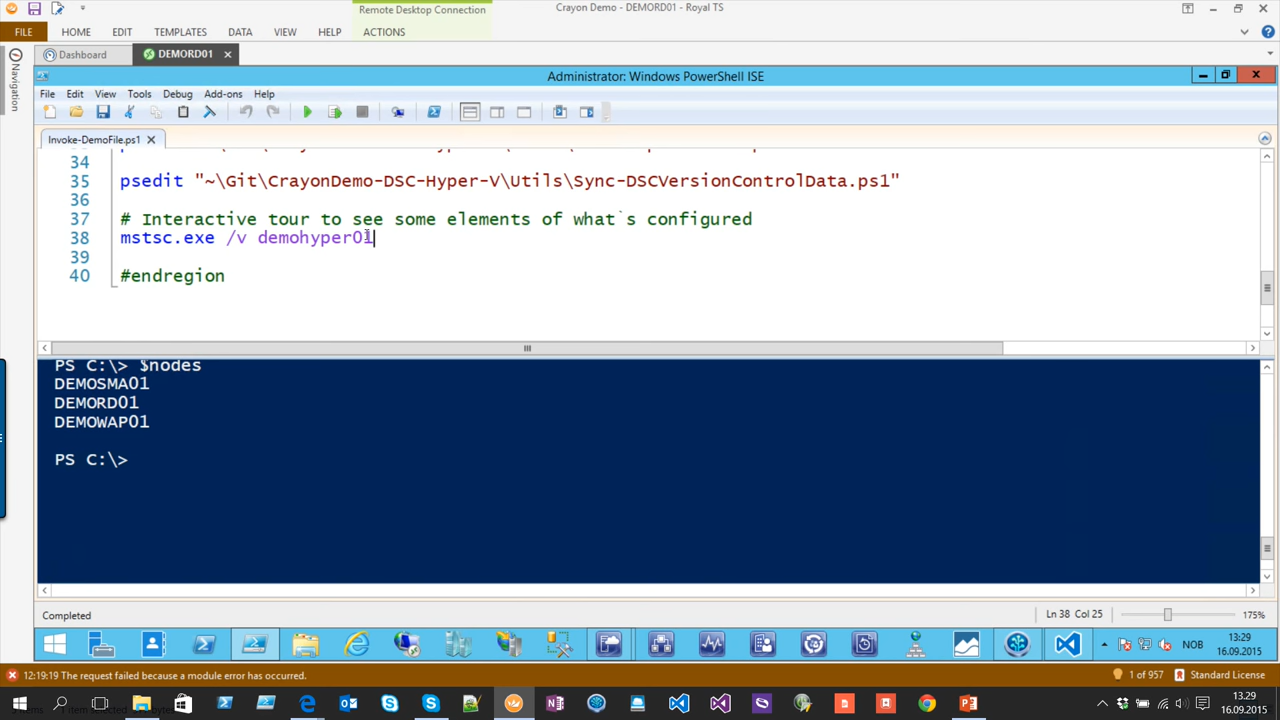 Remote Desktop Connection
Crayon Demo - DEMORD01 - Royal TS
FILE HOME EDIT TEMPLATES DATA VIEW HELP ACTIONS
Navigation
Dashboard DEMORD01
Administrator: Windows PowerShell ISE
File Edit View Tools Debug Add-ons Help
Invoke-DemoFile.ps1
34
35 psedit "~\Git\CrayonDemo-DSC-Hyper-V\Utils\Sync-DSCVersionControlData.ps1"
36
37 # Interactive tour to see some elements of what`s configured
38 mstsc.exe /v demohyper01
39
40 #endregion
PS C:\> $nodes
DEMOSMA01
DEMORD01
DEMOWAP01
PS C:\>
Completed
Ln 38 Col 25
175%
NOB
13:29
16.09.2015
12:19:19 The request failed because a module error has occurred.
1 of 957
Standard License
13.29
16.09.2015